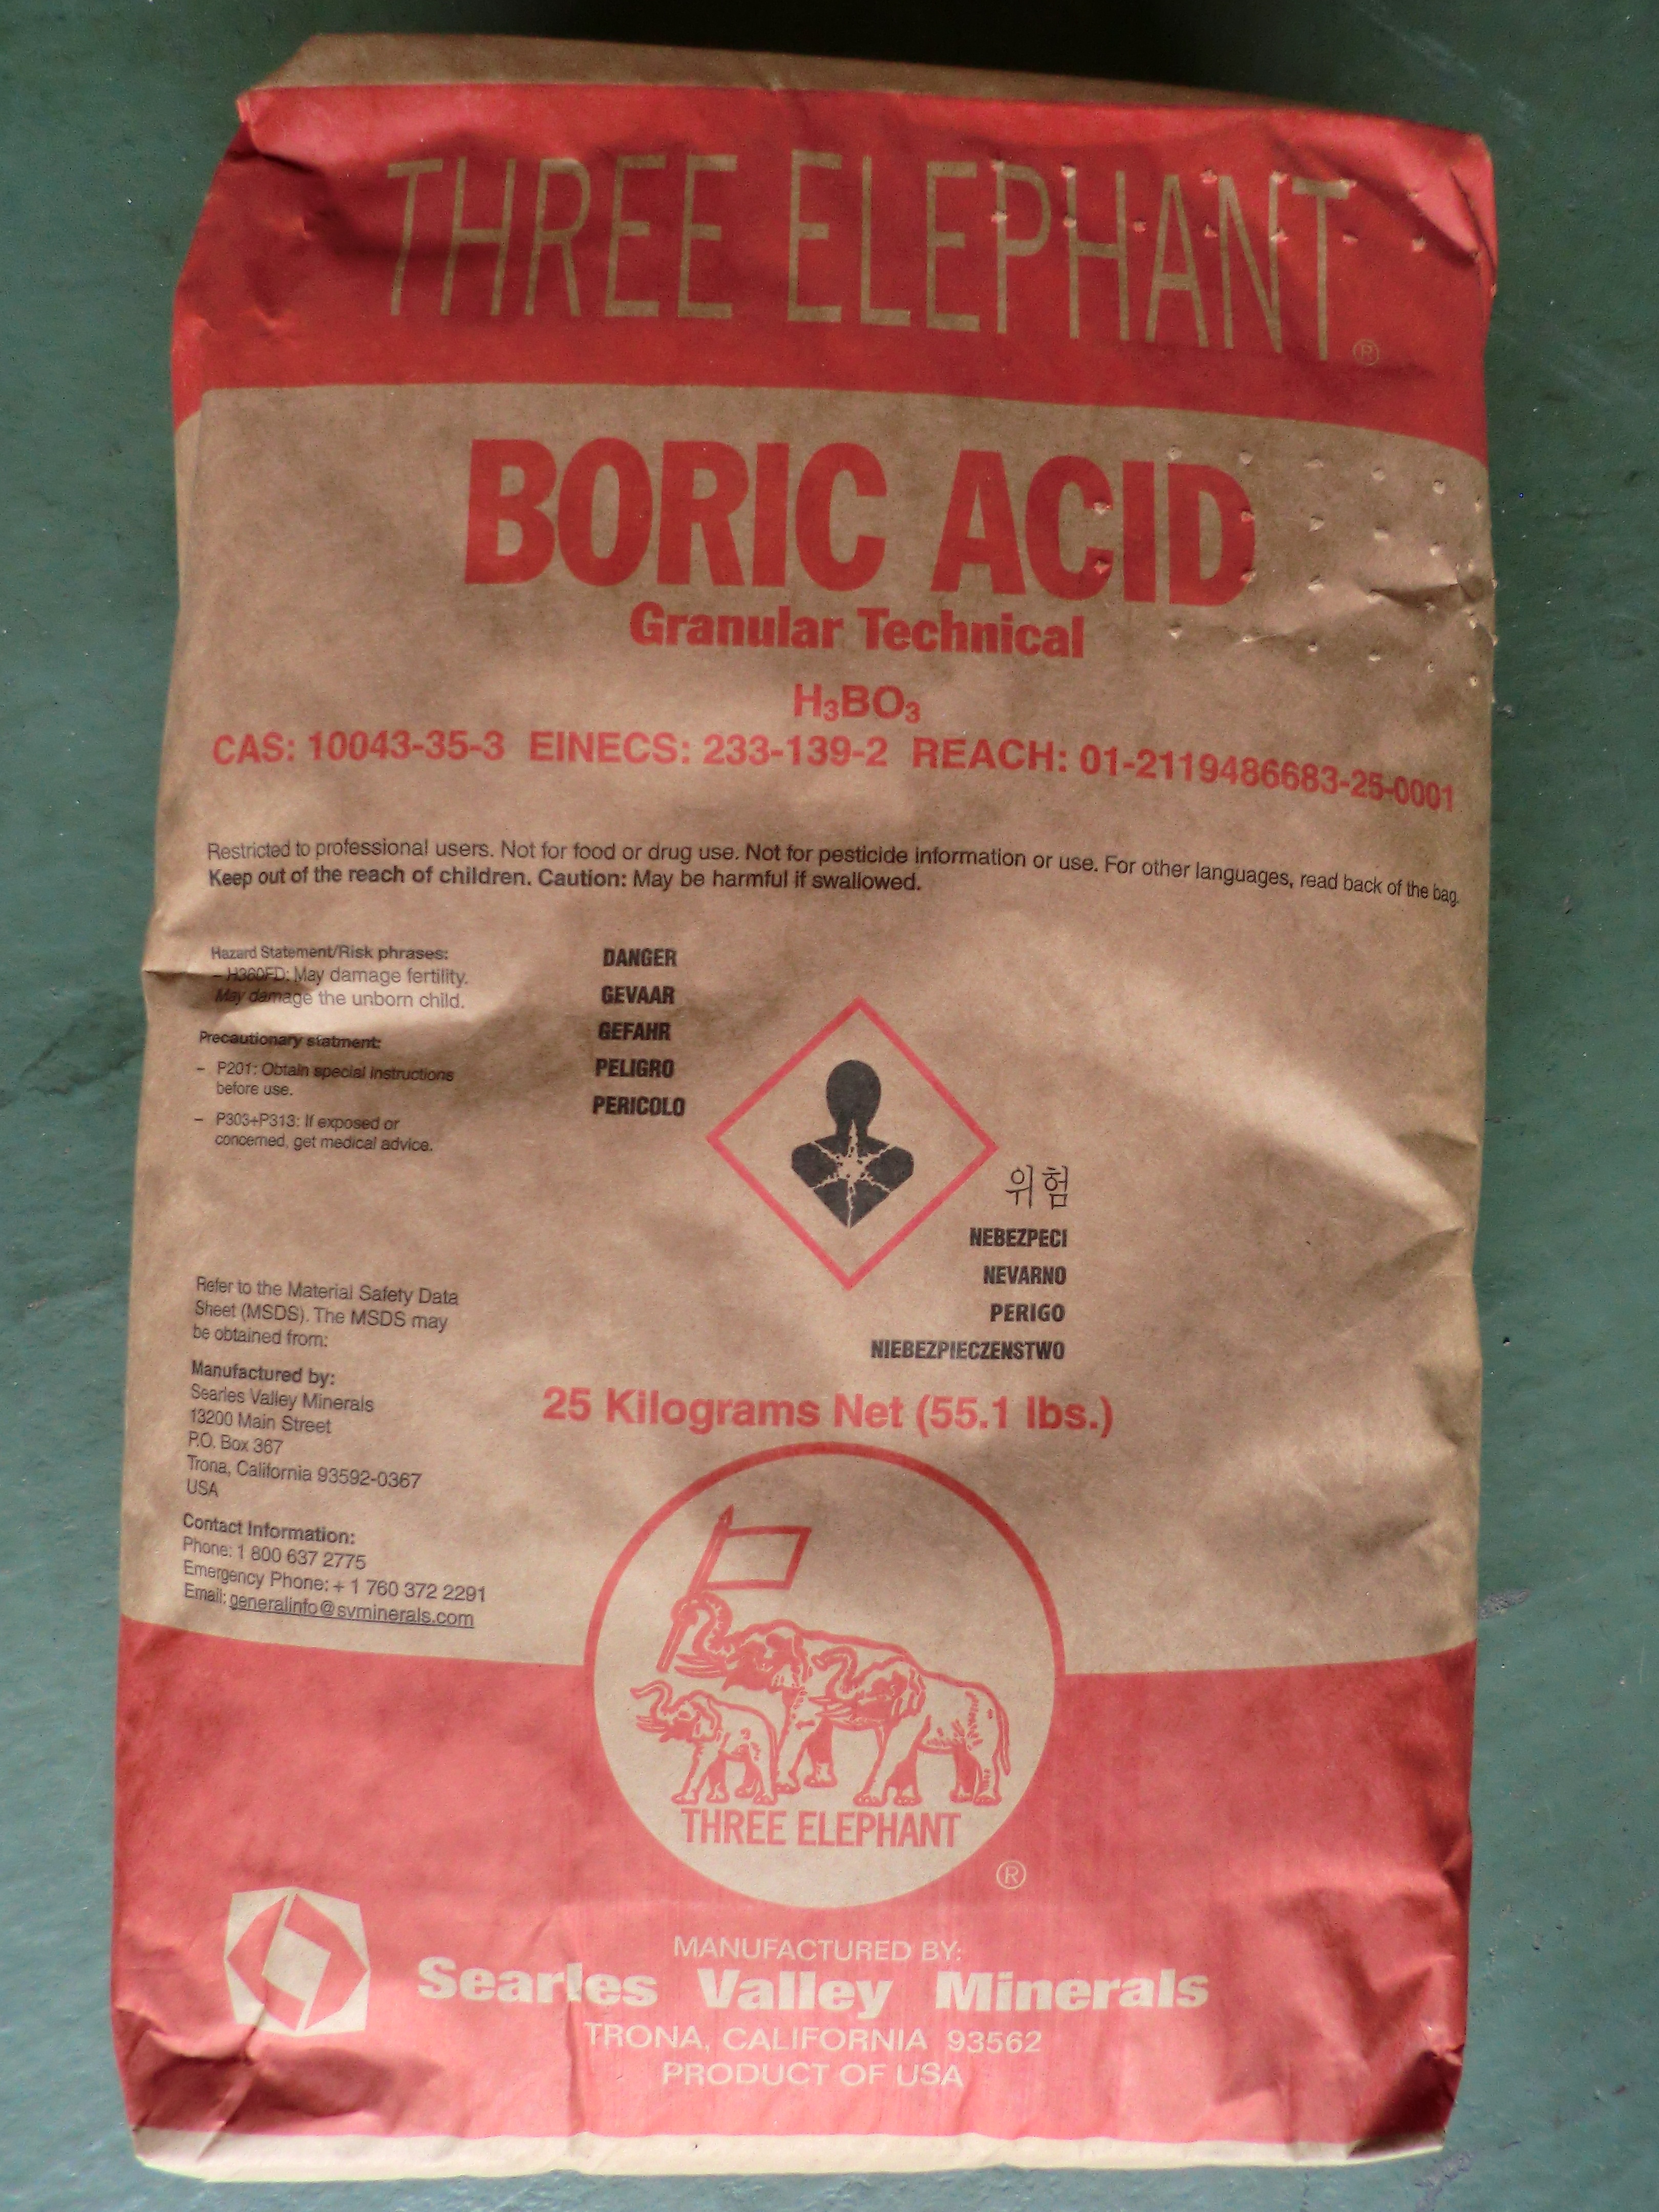 THREE ELEPHANT®
BORIC ACID
Granular Technical
H₃BO₃
CAS: 10043-35-3 EINECS: 233-139-2 REACH: 01-2119486683-25-0001
Restricted to professional users. Not for food or drug use. Not for pesticide information or use. For other languages, read back of the bag.
Keep out of the reach of children. Caution: May be harmful if swallowed.
Hazard Statement/Risk phrases:
– H360FD: May damage fertility.
May damage the unborn child.
Precautionary statment:
– P201: Obtain special instructions
before use.
– P303+P313: If exposed or
concerned, get medical advice.
DANGER
GEVAAR
GEFAHR
PELIGRO
PERICOLO
위험
NEBEZPECI
NEVARNO
PERIGO
NIEBEZPIECZENSTWO
Refer to the Material Safety Data
Sheet (MSDS). The MSDS may
be obtained from:
Manufactured by:
Searles Valley Minerals
13200 Main Street
P.O. Box 367
Trona, California 93592-0367
USA
Contact Information:
Phone: 1 800 637 2775
Emergency Phone: + 1 760 372 2291
Email: generalinfo@svminerals.com
25 Kilograms Net (55.1 lbs.)
THREE ELEPHANT
®
MANUFACTURED BY:
Searles Valley Minerals
TRONA, CALIFORNIA 93562
PRODUCT OF USA